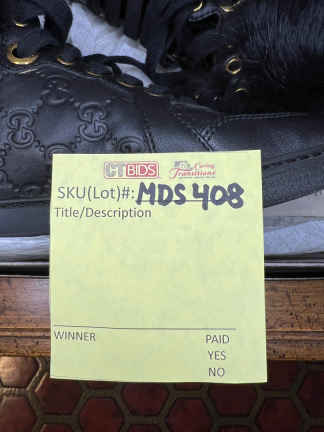 CTBIDS Caring Transitions
SKU(Lot)#: MDS 408
Title/Description
WINNER PAID
YES
NO